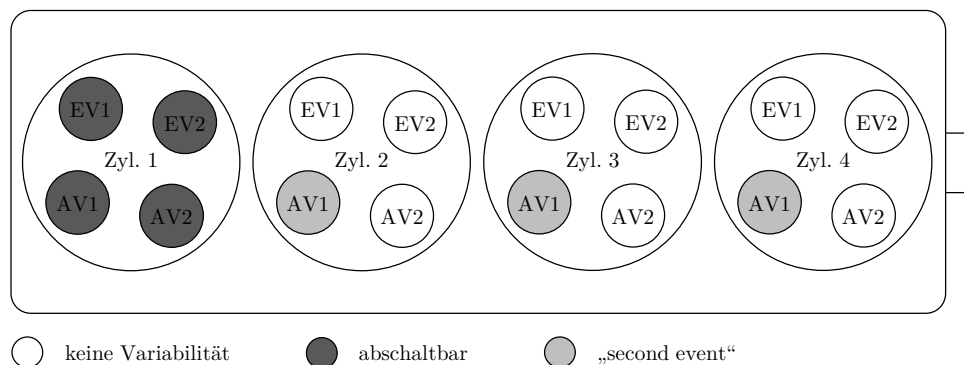 EV1 EV2 EV1 EV2 EV1 EV2 EV1 EV2
Zyl. 1 Zyl. 2 Zyl. 3 Zyl. 4
AV1 AV2 AV1 AV2 AV1 AV2 AV1 AV2
keine Variabilität abschaltbar „second event“